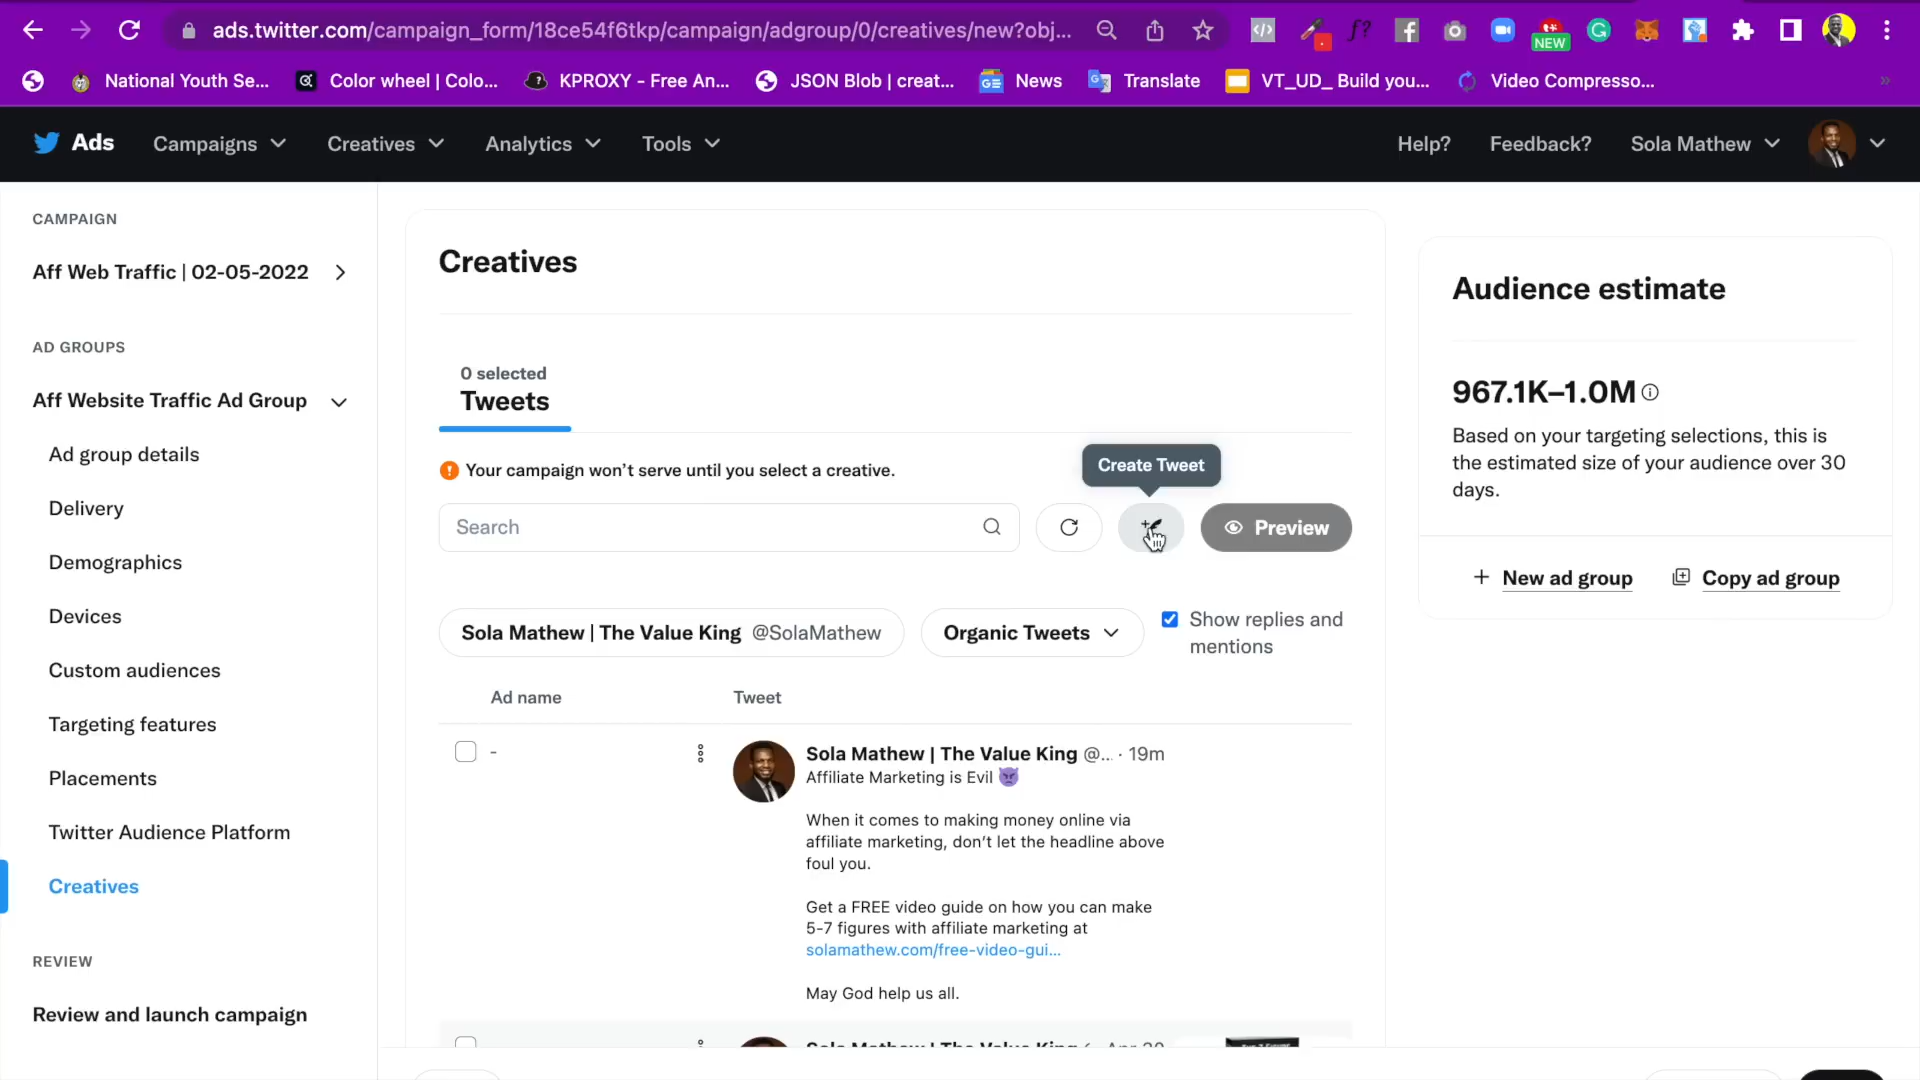 ads.twitter.com/campaign_form/18ce54f6tkp/campaign/adgroup/0/creatives/new?obj...
NEW
National Youth Se...
Color wheel | Colo...
KPROXY - Free An...
JSON Blob | creat...
News
Translate
VT_UD_ Build you...
Video Compresso...
Ads
Campaigns
Creatives
Analytics
Tools
Help?
Feedback?
Sola Mathew
CAMPAIGN
Aff Web Traffic | 02-05-2022
AD GROUPS
Aff Website Traffic Ad Group
Ad group details
Delivery
Demographics
Devices
Custom audiences
Targeting features
Placements
Twitter Audience Platform
Creatives
REVIEW
Review and launch campaign
Creatives
0 selected
Tweets
Your campaign won’t serve until you select a creative.
Create Tweet
Search
Preview
Sola Mathew | The Value King @SolaMathew
Organic Tweets
Show replies and
mentions
Ad name
Tweet
-
Sola Mathew | The Value King @... · 19m
Affiliate Marketing is Evil 👿
When it comes to making money online via
affiliate marketing, don’t let the headline above
foul you.
Get a FREE video guide on how you can make
5-7 figures with affiliate marketing at
solamathew.com/free-video-gui...
May God help us all.
Audience estimate
967.1K–1.0M
Based on your targeting selections, this is
the estimated size of your audience over 30
days.
New ad group
Copy ad group